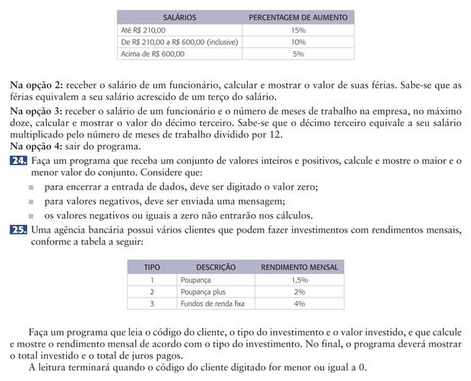 SALÁRIOS PERCENTAGEM DE AUMENTO
Até R$ 210,00 15%
De R$ 210,00 a R$ 600,00 (inclusive) 10%
Acima de R$ 600,00 5%
Na opção 2: receber o salário de um funcionário, calcular e mostrar o valor de suas férias. Sabe-se que as
férias equivalem a seu salário acrescido de um terço do salário.
Na opção 3: receber o salário de um funcionário e o número de meses de trabalho na empresa, no máximo
doze, calcular e mostrar o valor do décimo terceiro. Sabe-se que o décimo terceiro equivale a seu salário
multiplicado pelo número de meses de trabalho dividido por 12.
Na opção 4: sair do programa.
24. Faça um programa que receba um conjunto de valores inteiros e positivos, calcule e mostre o maior e o
menor valor do conjunto. Considere que:
para encerrar a entrada de dados, deve ser digitado o valor zero;
para valores negativos, deve ser enviada uma mensagem;
os valores negativos ou iguais a zero não entrarão nos cálculos.
25. Uma agência bancária possui vários clientes que podem fazer investimentos com rendimentos mensais,
conforme a tabela a seguir:
TIPO DESCRIÇÃO RENDIMENTO MENSAL
1 Poupança 1,5%
2 Poupança plus 2%
3 Fundos de renda fixa 4%
Faça um programa que leia o código do cliente, o tipo do investimento e o valor investido, e que calcule
e mostre o rendimento mensal de acordo com o tipo do investimento. No final, o programa deverá mostrar
o total investido e o total de juros pagos.
A leitura terminará quando o código do cliente digitado for menor ou igual a 0.